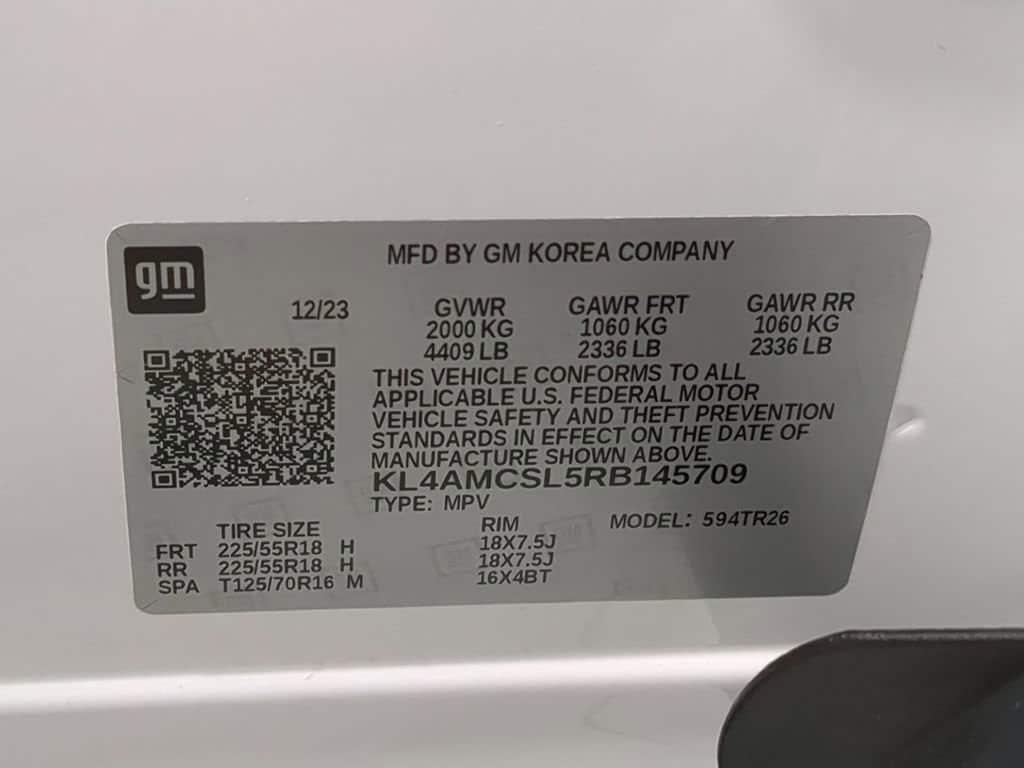 gm
MFD BY GM KOREA COMPANY
12/23 GVWR GAWR FRT GAWR RR
2000 KG 1060 KG 1060 KG
4409 LB 2336 LB 2336 LB
THIS VEHICLE CONFORMS TO ALL
APPLICABLE U.S. FEDERAL MOTOR
VEHICLE SAFETY AND THEFT PREVENTION
STANDARDS IN EFFECT ON THE DATE OF
MANUFACTURE SHOWN ABOVE.
KL4AMCSL5RB145709
TYPE: MPV
TIRE SIZE RIM MODEL: 594TR26
FRT 225/55R18 H 18X7.5J
RR 225/55R18 H 18X7.5J
SPA T125/70R16 M 16X4BT